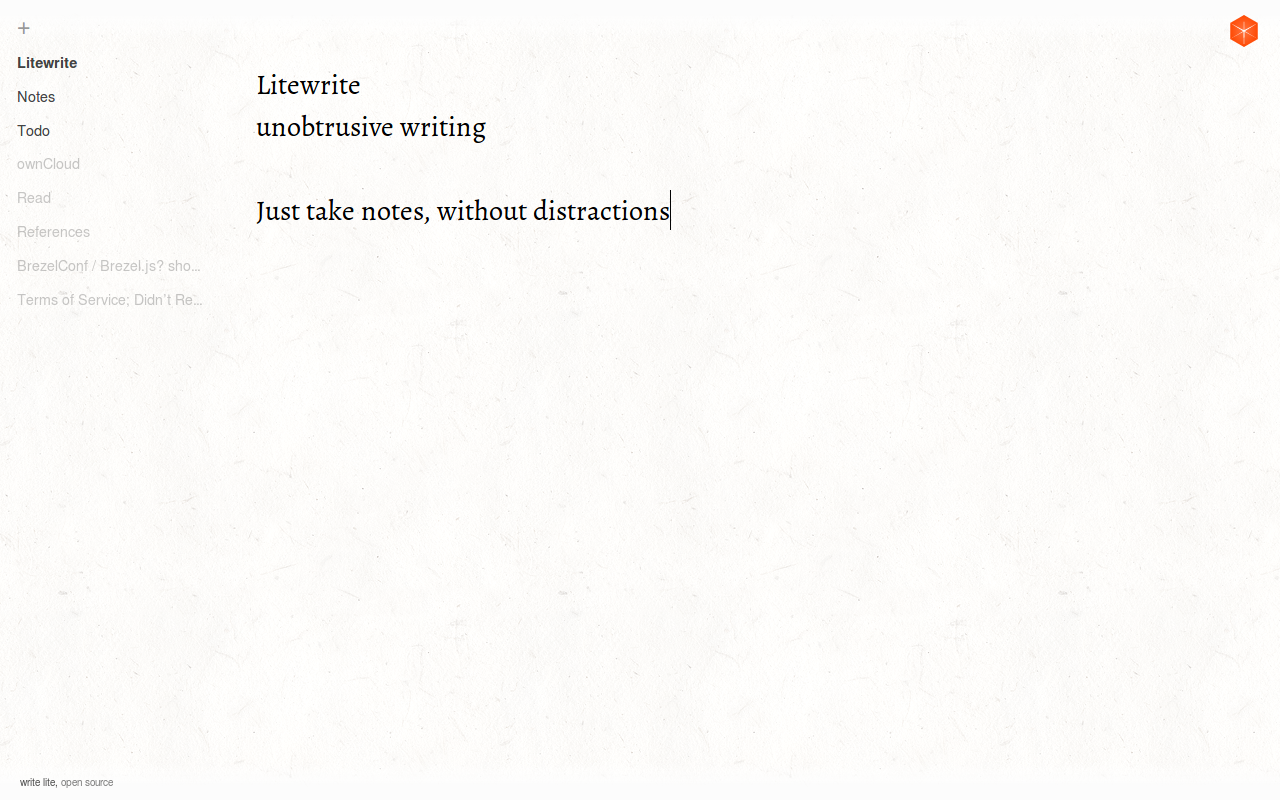 +
Litewrite
Notes
Todo
ownCloud
Read
References
BrezelConf / Brezel.js? sho...
Terms of Service; Didn't Re...
Litewrite
unobtrusive writing
Just take notes, without distractions
write lite, open source